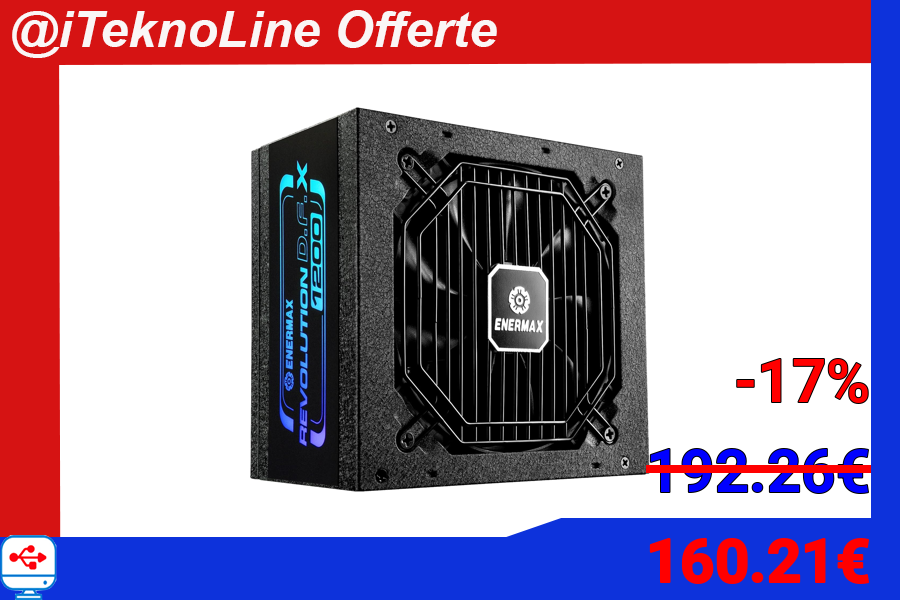 @iTeknoLine Offerte
ENERMAX
REVOLUTION D.F.X
1200
ENERMAX
-17%
192.26€
160.21€